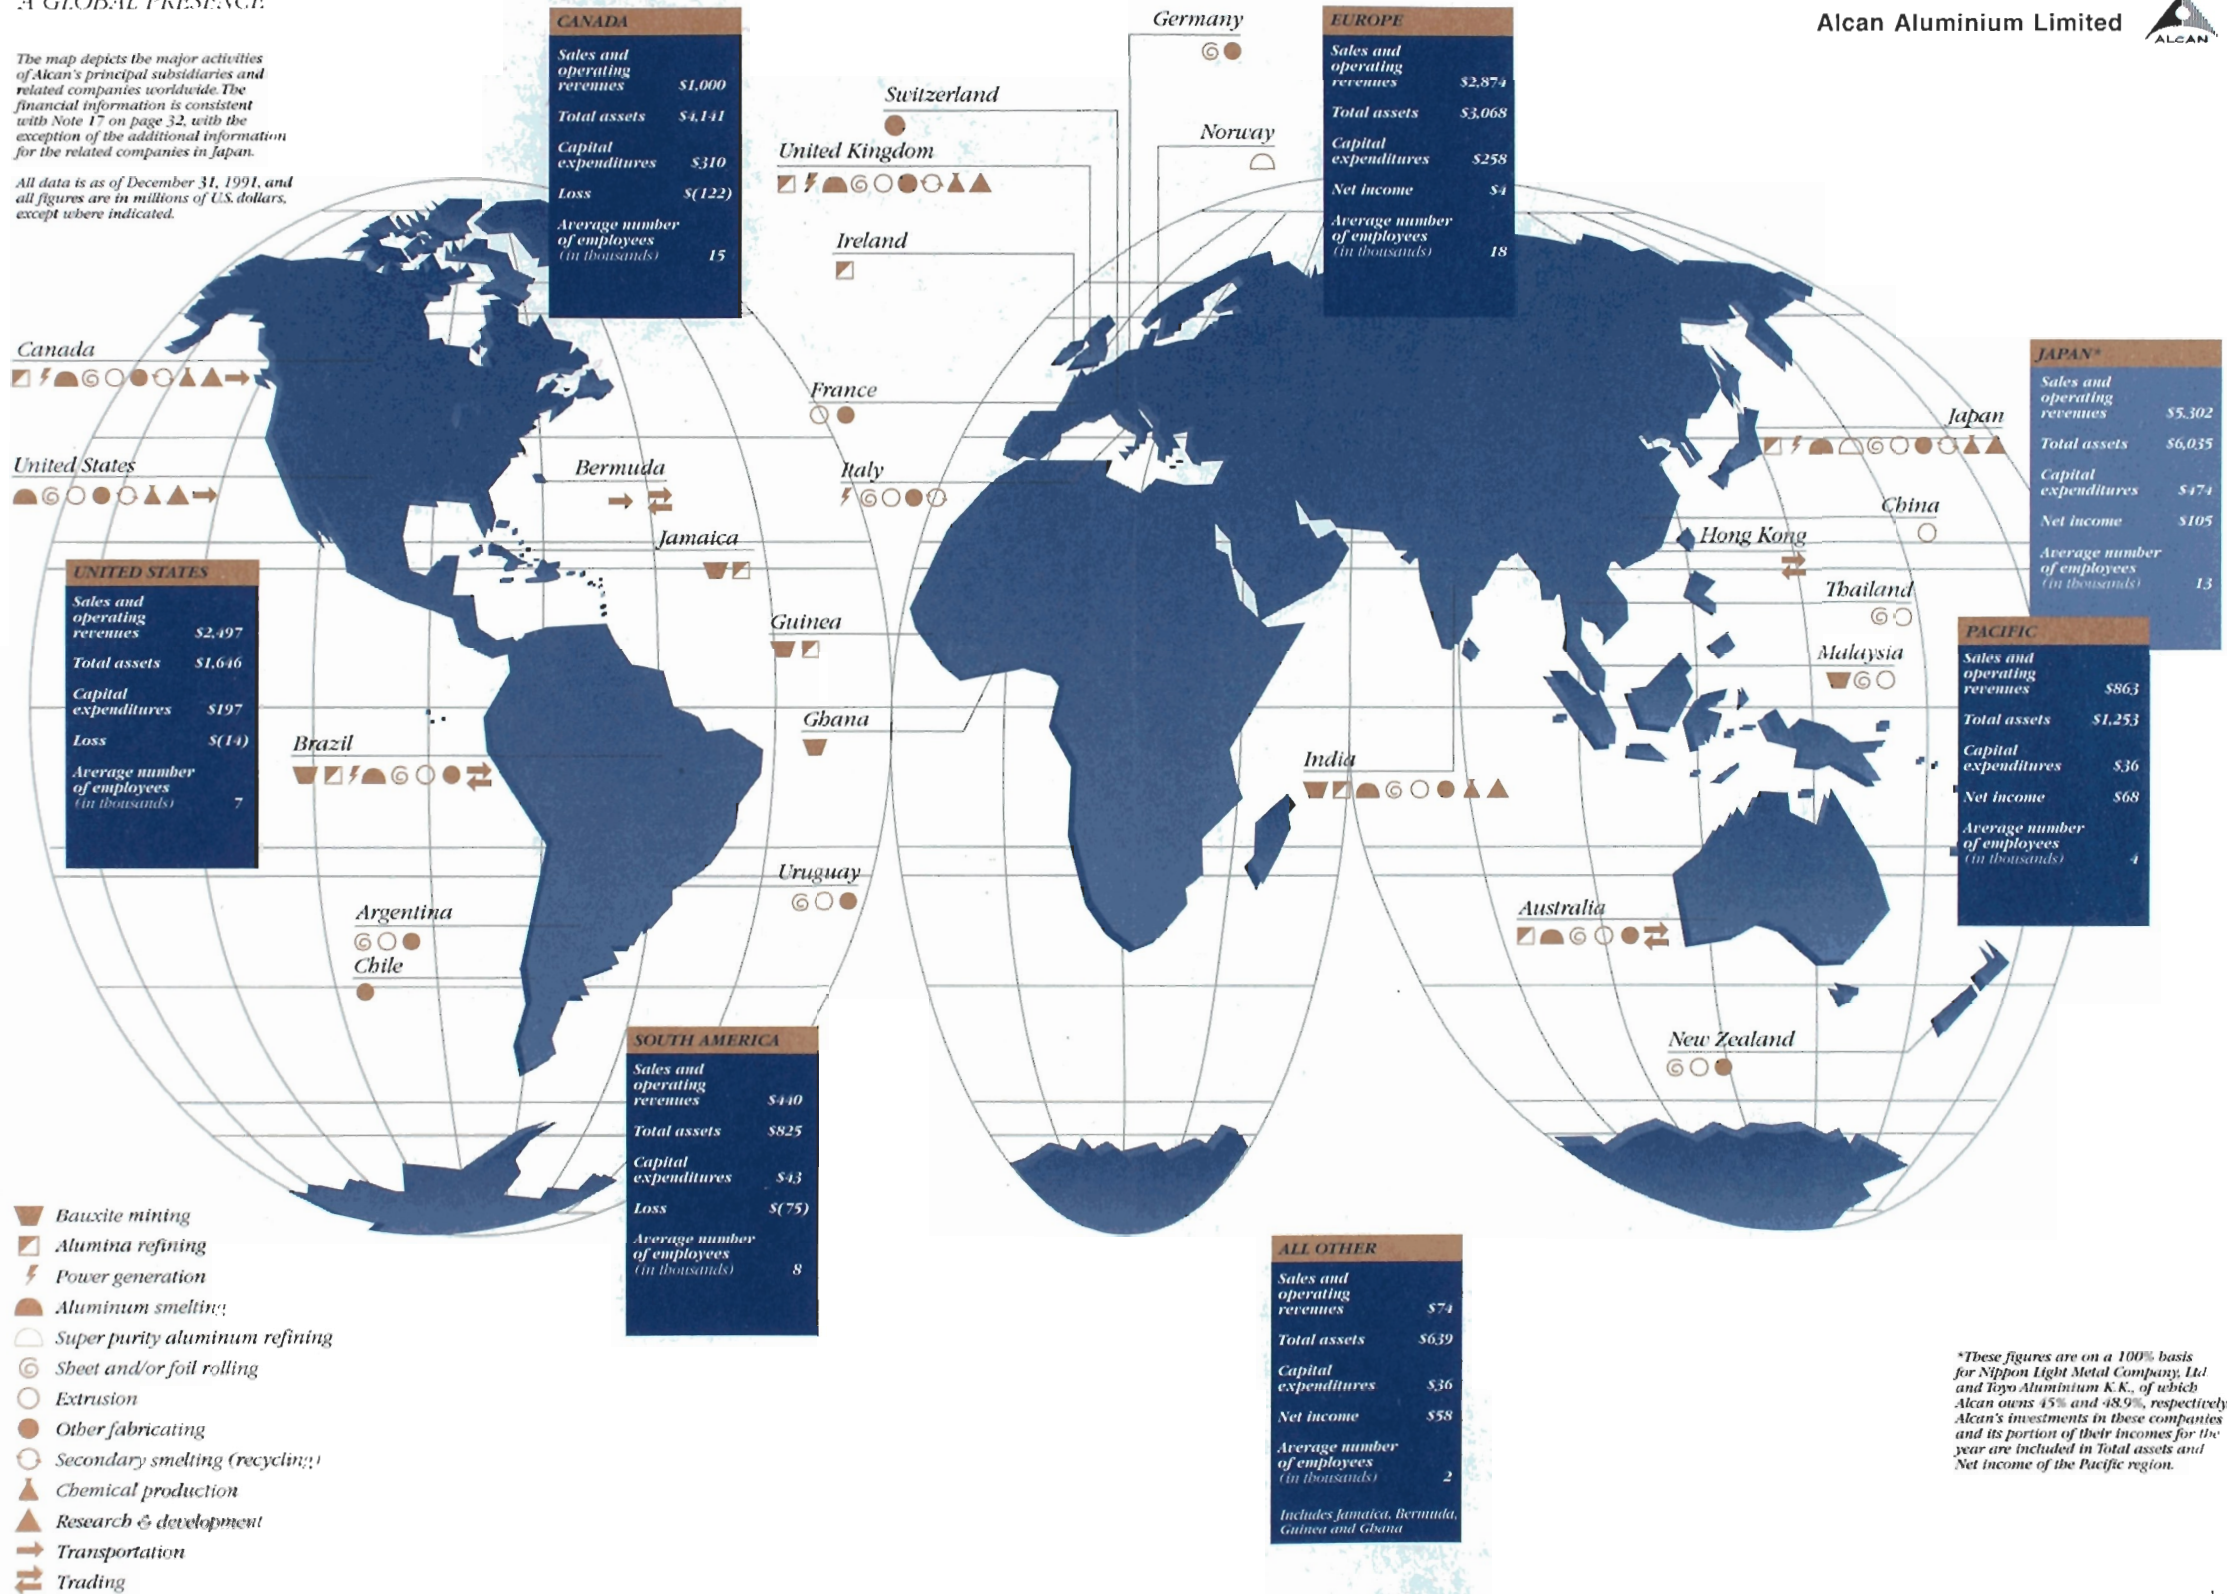 A GLOBAL PRESENCE
The map depicts the major activities
of Alcan's principal subsidiaries and
related companies worldwide. The
financial information is consistent
with Note 17 on page 32, with the
exception of the additional information
for the related companies in Japan.
All data is as of December 31, 1991, and
all figures are in millions of U.S. dollars,
except where indicated.
Alcan Aluminium Limited
ALCAN
CANADA
Sales and
operating
revenues $1,000
Total assets $4,141
Capital
expenditures $310
Loss $(122)
Average number
of employees
(in thousands) 15
Germany
Switzerland
Norway
United Kingdom
Ireland
EUROPE
Sales and
operating
revenues $2,874
Total assets $3,068
Capital
expenditures $258
Net income $4
Average number
of employees
(in thousands) 18
Canada
United States
Bermuda
Jamaica
France
Italy
Guinea
Ghana
Japan
China
Hong Kong
Thailand
Malaysia
JAPAN*
Sales and
operating
revenues $5,302
Total assets $6,035
Capital
expenditures $474
Net income $105
Average number
of employees
(in thousands) 13
UNITED STATES
Sales and
operating
revenues $2,497
Total assets $1,646
Capital
expenditures $197
Loss $(14)
Average number
of employees
(in thousands) 7
PACIFIC
Sales and
operating
revenues $863
Total assets $1,253
Capital
expenditures $36
Net income $68
Average number
of employees
(in thousands) 4
Brazil
India
Uruguay
Argentina
Chile
Australia
New Zealand
SOUTH AMERICA
Sales and
operating
revenues $440
Total assets $825
Capital
expenditures $43
Loss $(75)
Average number
of employees
(in thousands) 8
ALL OTHER
Sales and
operating
revenues $74
Total assets $639
Capital
expenditures $36
Net income $58
Average number
of employees
(in thousands) 2
Includes Jamaica, Bermuda,
Guinea and Ghana
Bauxite mining
Alumina refining
Power generation
Aluminum smelting
Super purity aluminum refining
Sheet and/or foil rolling
Extrusion
Other fabricating
Secondary smelting (recycling)
Chemical production
Research & development
Transportation
Trading
*These figures are on a 100% basis
for Nippon Light Metal Company, Ltd
and Toyo Aluminium K.K., of which
Alcan owns 45% and 48.9%, respectively
Alcan's investments in these companies
and its portion of their incomes for the
year are included in Total assets and
Net income of the Pacific region.